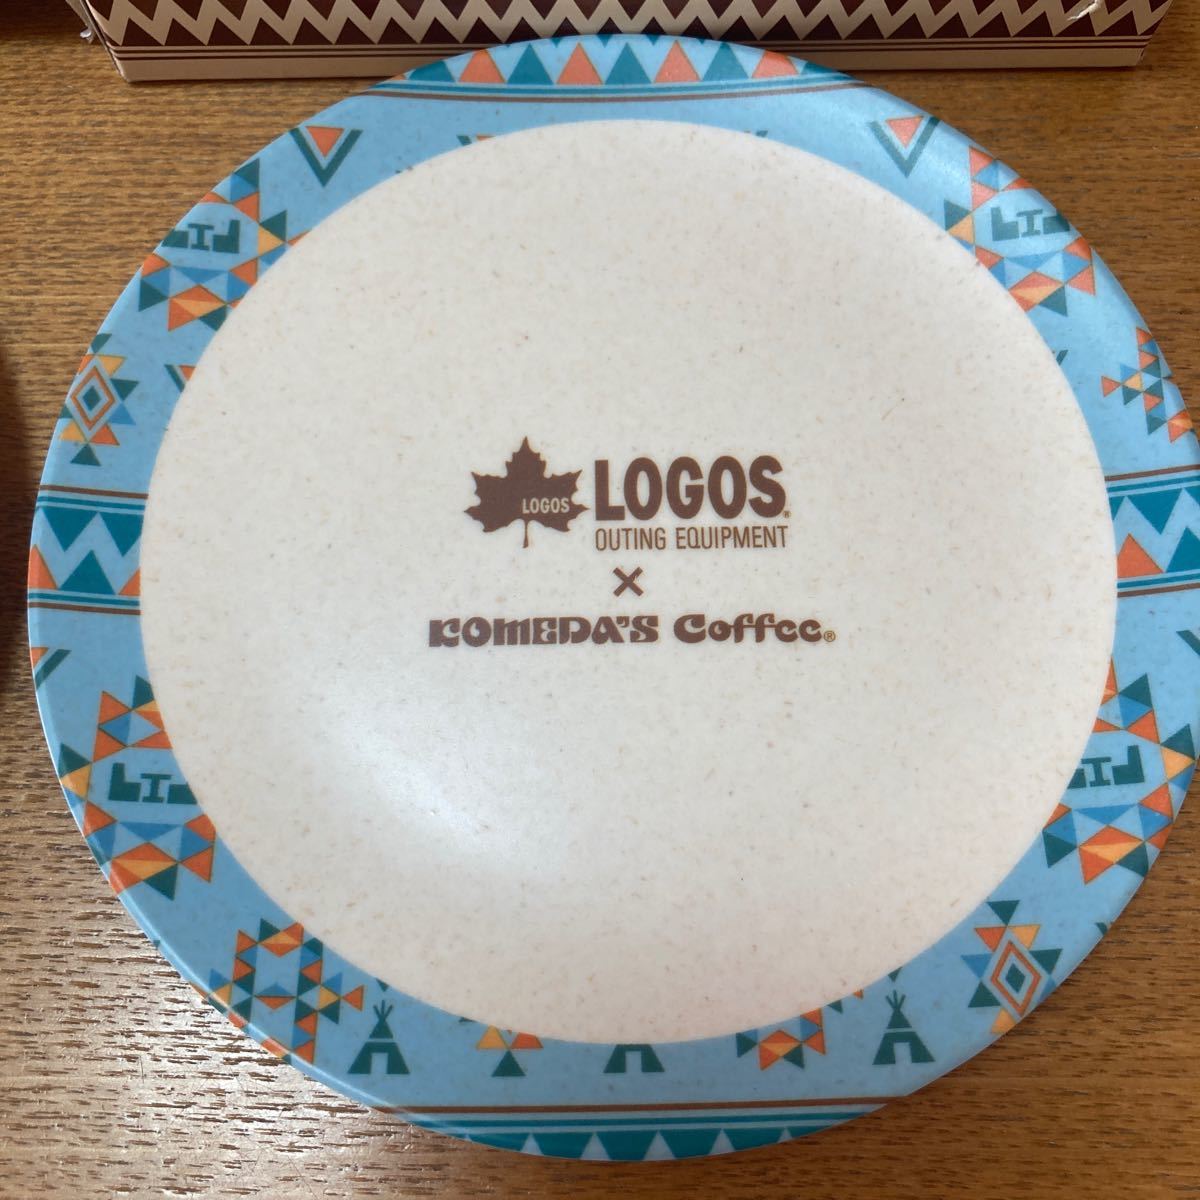 LOGOS
LOGOS®
OUTING EQUIPMENT
×
KOMEDA'S Coffee®